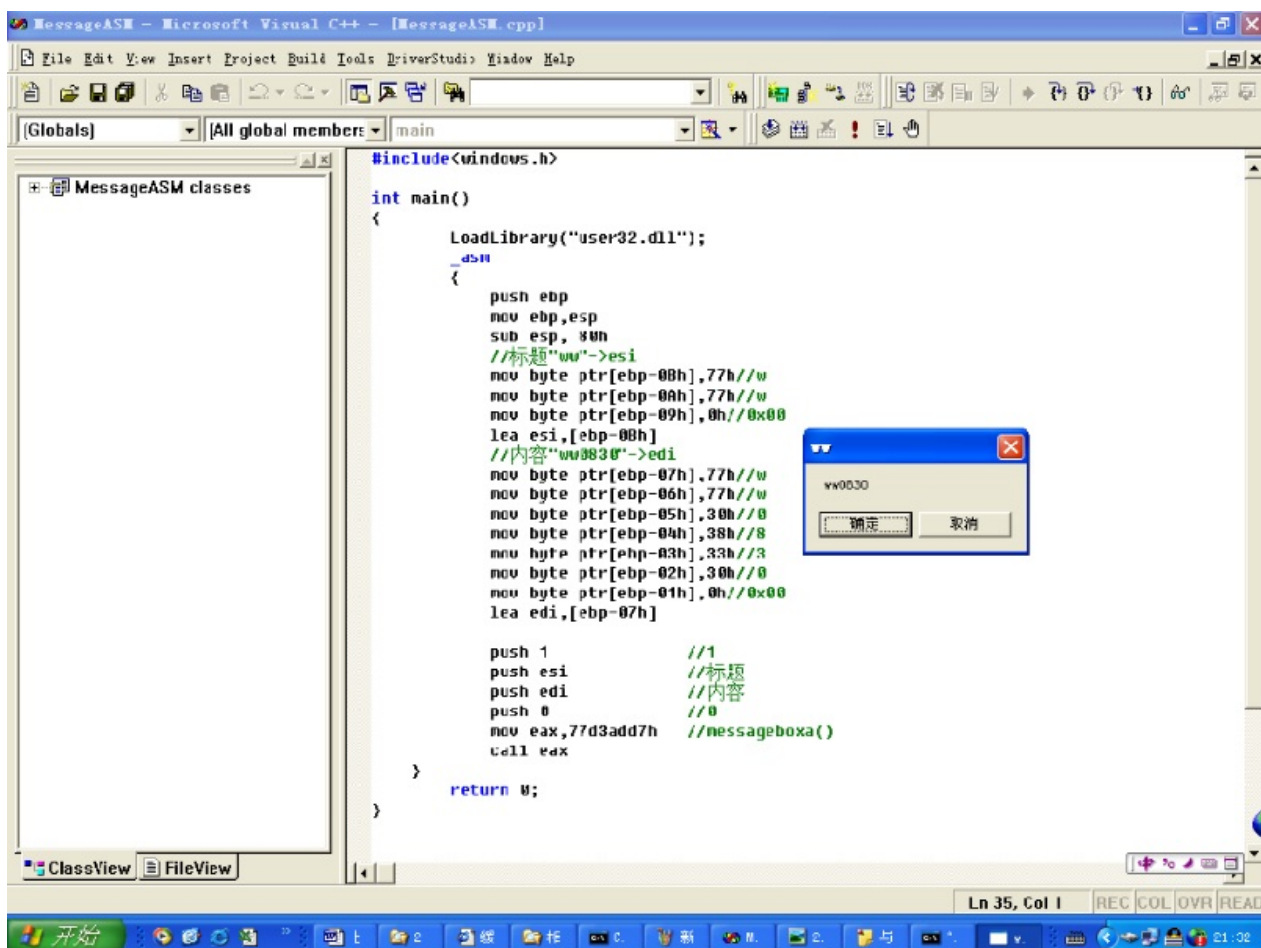 MessageASM - Microsoft Visual C++ - [MessageASM.cpp]
File Edit View Insert Project Build Tools DriverStudio Window Help
(Globals)
[All global members
main
MessageASM classes
#include<windows.h>
int main()
{
LoadLibrary("user32.dll");
_asm
{
push ebp
mov ebp,esp
sub esp, 80h
//标题"ww"->esi
mov byte ptr[ebp-0Bh],77h//w
mov byte ptr[ebp-0Ah],77h//w
mov byte ptr[ebp-09h],0h//0x00
lea esi,[ebp-0Bh]
//内容"ww0830"->edi
mov byte ptr[ebp-07h],77h//w
mov byte ptr[ebp-06h],77h//w
mov byte ptr[ebp-05h],30h//0
mov byte ptr[ebp-04h],38h//8
mov byte ptr[ebp-03h],33h//3
mov byte ptr[ebp-02h],30h//0
mov byte ptr[ebp-01h],0h//0x00
lea edi,[ebp-07h]
push 1 //1
push esi //标题
push edi //内容
push 0 //0
mov eax,77d3add7h //messageboxa()
call eax
}
return 0;
}
ww
ww0830
确定 取消
ClassView FileView
中
Ln 35, Col 1 REC COL OVR READ
开始
21:32